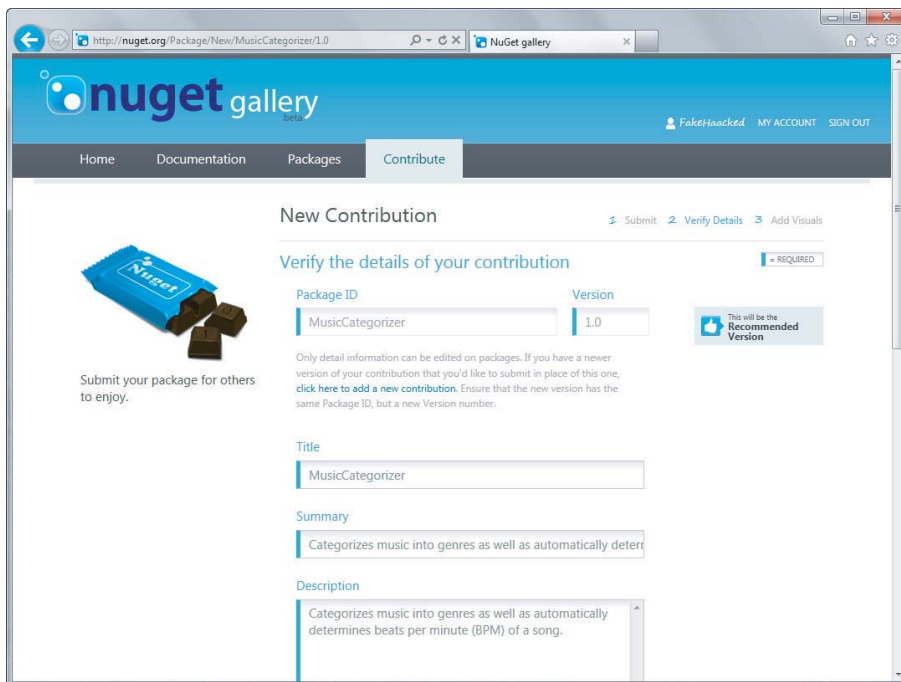 http://nuget.org/Package/New/MusicCategorizer/1.0
NuGet gallery
nuget gallery
beta
FakeHaacked MY ACCOUNT SIGN OUT
Home Documentation Packages Contribute
New Contribution
1 Submit 2 Verify Details 3 Add Visuals
Verify the details of your contribution
= REQUIRED
Nuget
Submit your package for others
to enjoy.
Package ID Version
MusicCategorizer 1.0
This will be the
Recommended
Version
Only detail information can be edited on packages. If you have a newer
version of your contribution that you'd like to submit in place of this one,
click here to add a new contribution. Ensure that the new version has the
same Package ID, but a new Version number.
Title
MusicCategorizer
Summary
Categorizes music into genres as well as automatically deter
Description
Categorizes music into genres as well as automatically
determines beats per minute (BPM) of a song.